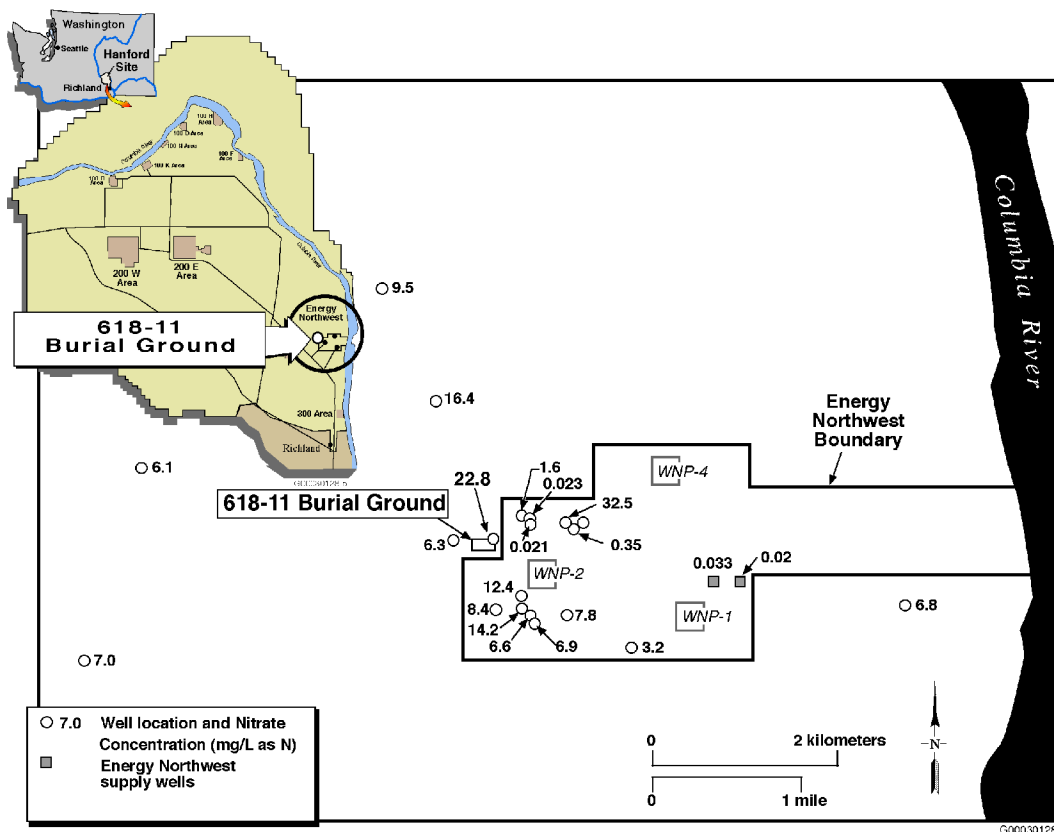 Washington
Seattle
Hanford
Site
Richland
100 H
Area
100 D Area
100 N Area
Columbia River
100 K Area
100 F
Area
200 W
Area
200 E
Area
Energy
Northwest
618-11
Burial Ground
300 Area
Richland
G00030128.5
9.5
16.4
6.1
22.8
618-11 Burial Ground
6.3
1.6
0.023
0.021
32.5
0.35
WNP-4
Energy
Northwest
Boundary
WNP-2
0.033
0.02
12.4
8.4
14.2
6.6
6.9
7.8
WNP-1
3.2
6.8
7.0
Columbia River
7.0 Well location and Nitrate
Concentration (mg/L as N)
Energy Northwest
supply wells
0 2 kilometers
0 1 mile
N
G00030128